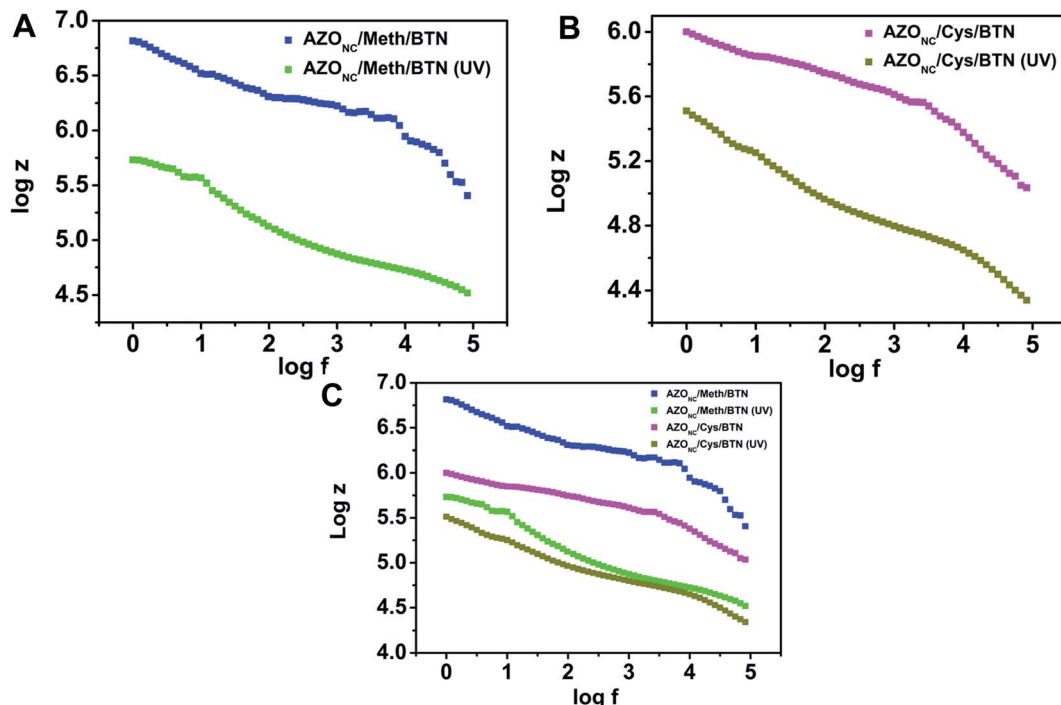 A
7.0
6.5
6.0
5.5
5.0
4.5
log z
0
1
2
3
4
5
log f
AZONC/Meth/BTN
AZONC/Meth/BTN (UV)
B
6.0
5.6
5.2
4.8
4.4
Log z
0
1
2
3
4
5
log f
AZONC/Cys/BTN
AZONC/Cys/BTN (UV)
C
7.0
6.5
6.0
5.5
5.0
4.5
4.0
Log z
0
1
2
3
4
5
log f
AZONC/Meth/BTN
AZONC/Meth/BTN (UV)
AZONC/Cys/BTN
AZONC/Cys/BTN (UV)